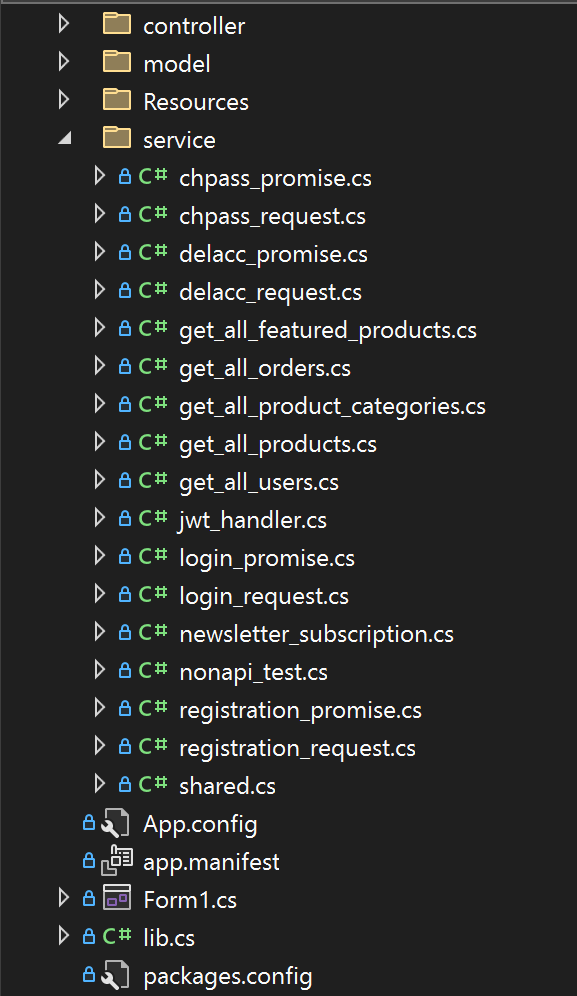 controller
model
Resources
service
C# chpass_promise.cs
C# chpass_request.cs
C# delacc_promise.cs
C# delacc_request.cs
C# get_all_featured_products.cs
C# get_all_orders.cs
C# get_all_product_categories.cs
C# get_all_products.cs
C# get_all_users.cs
C# jwt_handler.cs
C# login_promise.cs
C# login_request.cs
C# newsletter_subscription.cs
C# nonapi_test.cs
C# registration_promise.cs
C# registration_request.cs
C# shared.cs
App.config
app.manifest
Form1.cs
C# lib.cs
packages.config